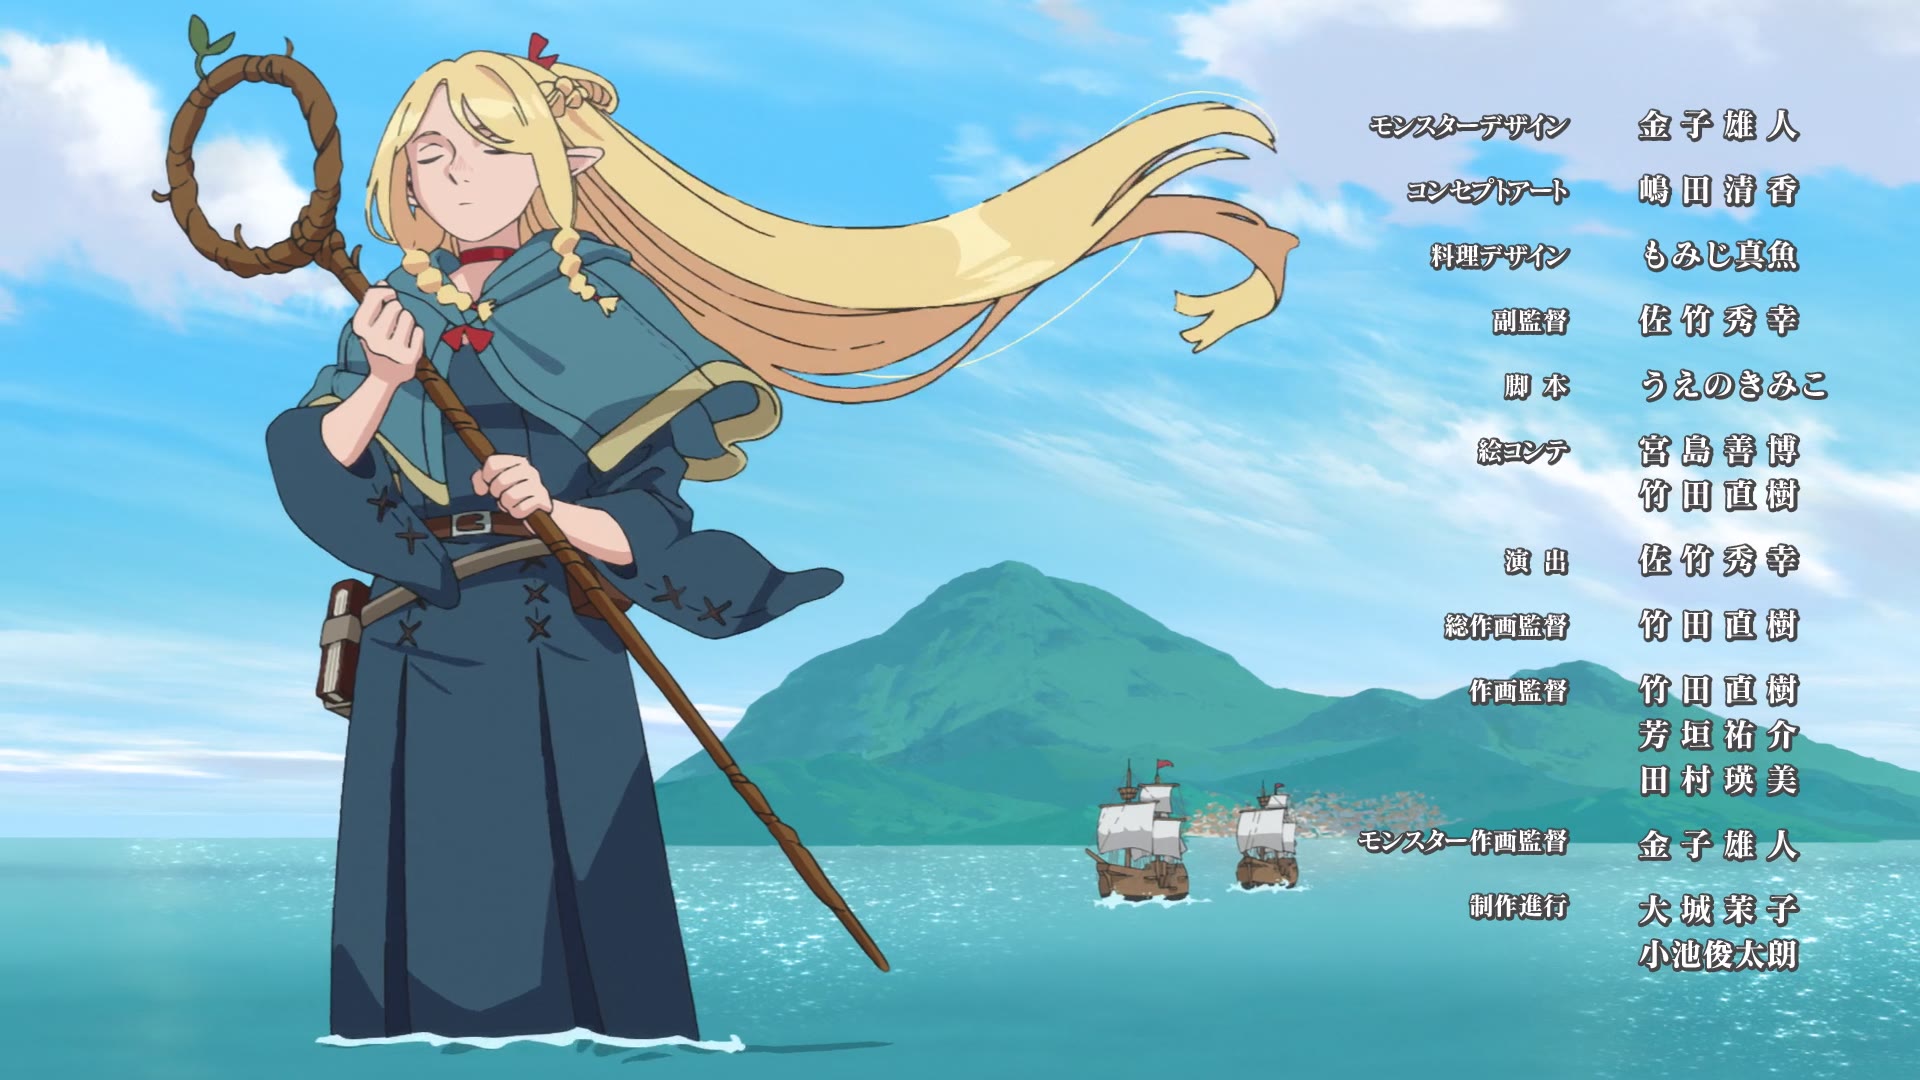 モンスターデザイン 金子雄人
コンセプトアート 嶋田清香
料理デザイン もみじ真魚
副監督 佐竹秀幸
脚本 うえのきみこ
絵コンテ 宮島善博
竹田直樹
演出 佐竹秀幸
総作画監督 竹田直樹
作画監督 竹田直樹
芳垣祐介
田村瑛美
モンスター作画監督 金子雄人
制作進行 大城茉子
小池俊太朗